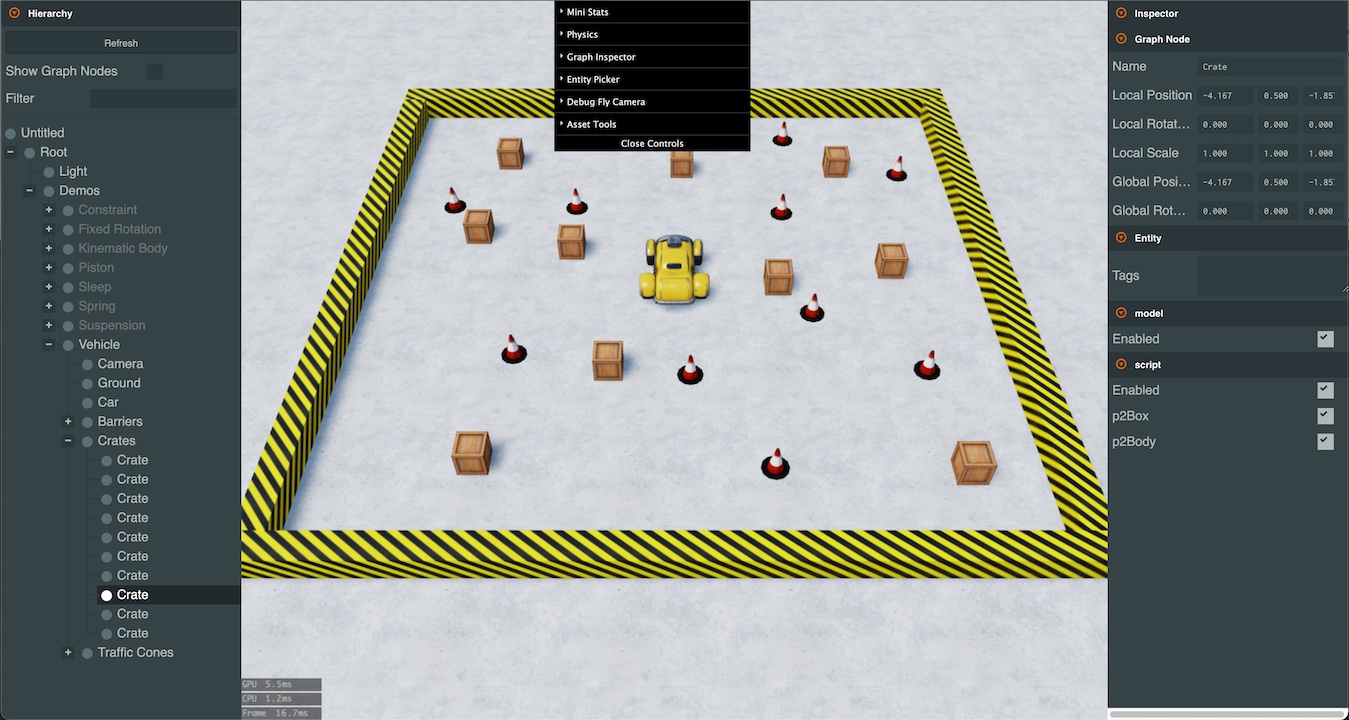 Hierarchy
Refresh
Show Graph Nodes
Filter
Untitled
Root
Light
Demos
Constraint
Fixed Rotation
Kinematic Body
Piston
Sleep
Spring
Suspension
Vehicle
Camera
Ground
Car
Barriers
Crates
Crate
Crate
Crate
Crate
Crate
Crate
Crate
Crate
Crate
Crate
Traffic Cones
Mini Stats
Physics
Graph Inspector
Entity Picker
Debug Fly Camera
Asset Tools
Close Controls
GPU 5.5ms
CPU 1.2ms
Frame 16.7ms
Inspector
Graph Node
Name Crate
Local Position -4.167 0.500 -1.85
Local Rotat... 0.000 0.000 0.000
Local Scale 1.000 1.000 1.000
Global Posi... -4.167 0.500 -1.85
Global Rot... 0.000 0.000 0.000
Entity
Tags
model
Enabled
script
Enabled
p2Box
p2Body